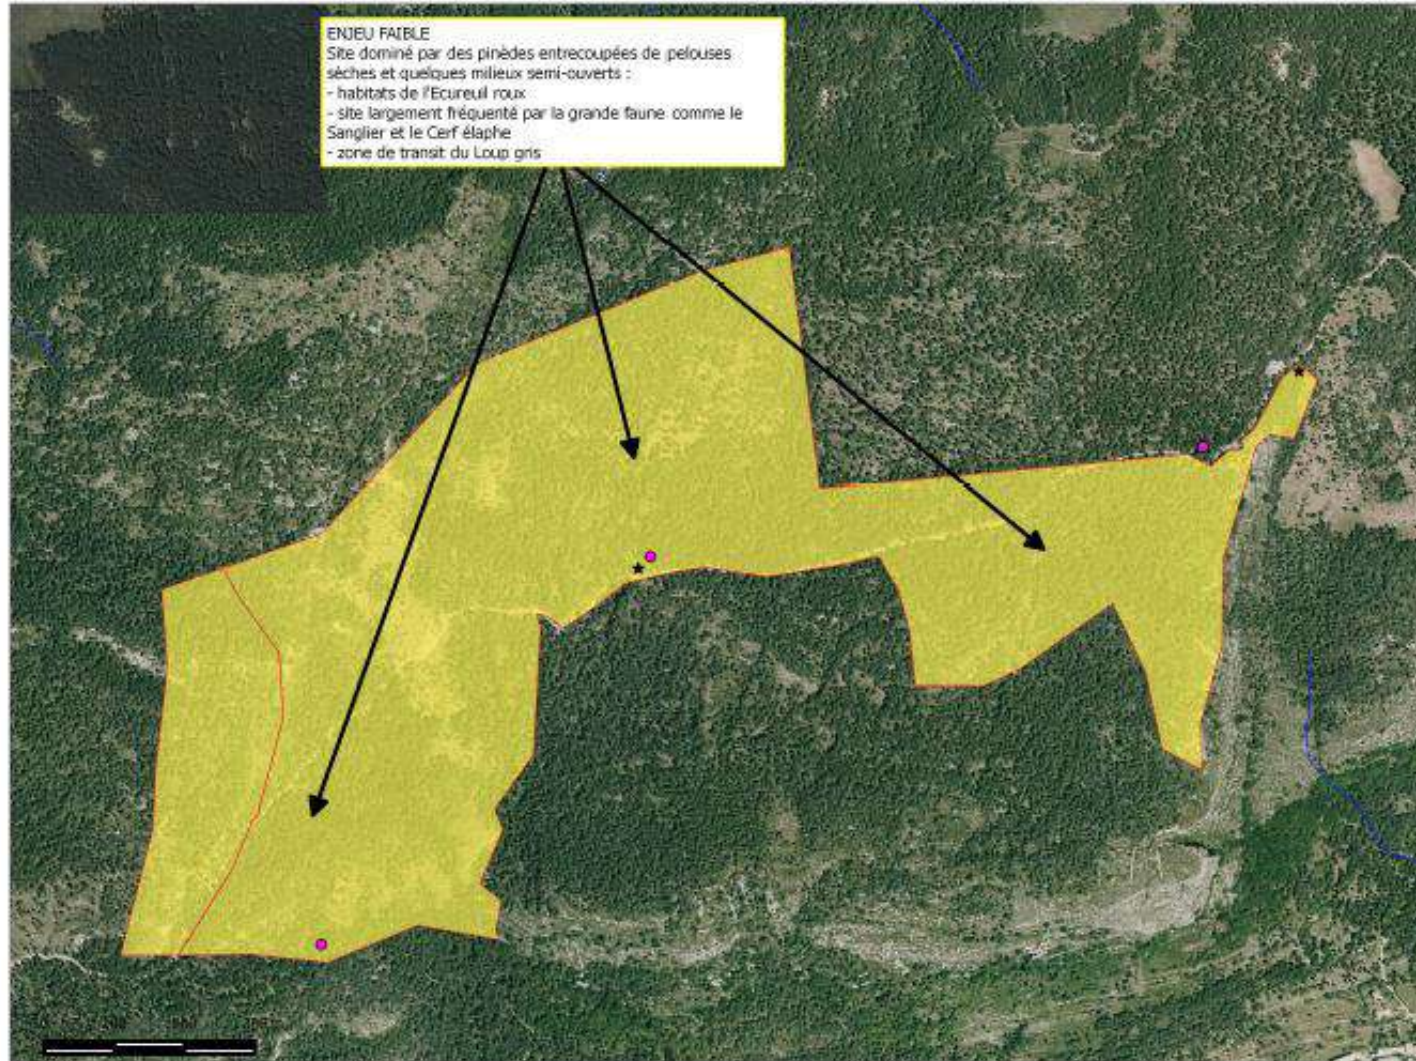 ENJEU FAIBLE
Site dominé par des pinèdes entrecoupées de pelouses
sèches et quelques milieux semi-ouverts :
- habitats de l'Ecureuil roux
- site largement fréquenté par la grande faune comme le
Sanglier et le Cerf élaphe
- zone de transit du Loup gris